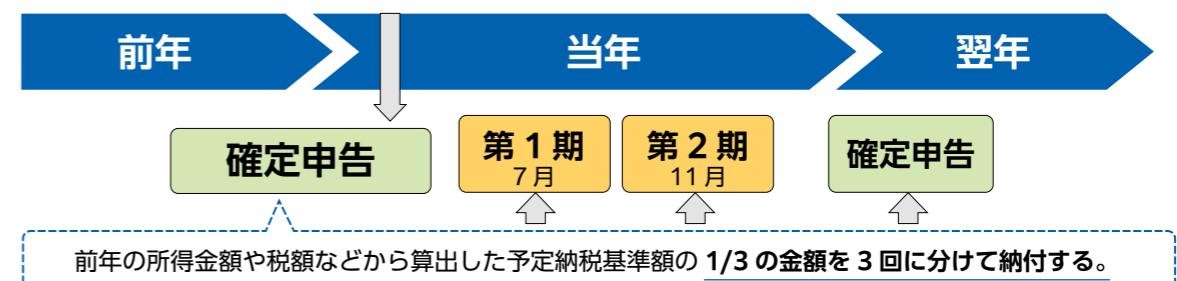 前年 当年 翌年
確定申告 第1期 第2期 確定申告
7月 11月
前年の所得金額や税額などから算出した予定納税基準額の 1/3 の金額を 3 回に分けて納付する。